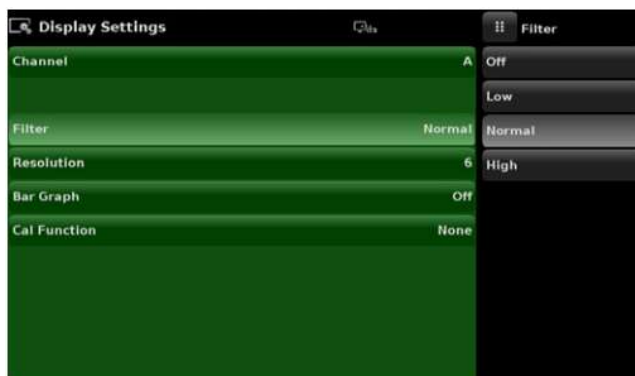 Display Settings
Filter
Channel A
Off
Low
Filter Normal
Normal
Resolution 6
High
Bar Graph Off
Cal Function None